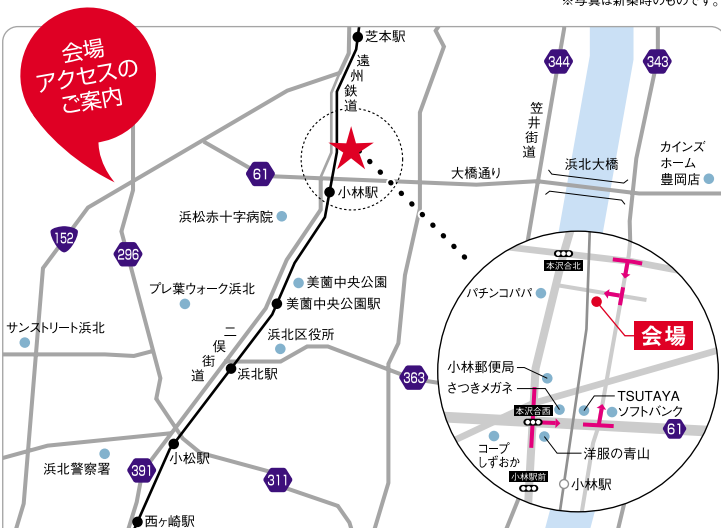 ※写真は新築時のものです。
会場
アクセスの
ご案内
芝本駅
遠州鉄道
344
343
笠井街道
浜北大橋
カインズ
ホーム
豊岡店
61
大橋通り
小林駅
浜松赤十字病院
152
296
美薗中央公園
プレ葉ウォーク浜北
美薗中央公園駅
サンストリート浜北
二俣街道
浜北区役所
浜北駅
363
小松駅
浜北警察署
391
311
西ヶ崎駅
本沢合北
パチンコパパ
会場
小林郵便局
さつきメガネ
本沢合西
TSUTAYA
ソフトバンク
61
コープ
しずおか
洋服の青山
小林駅前
小林駅